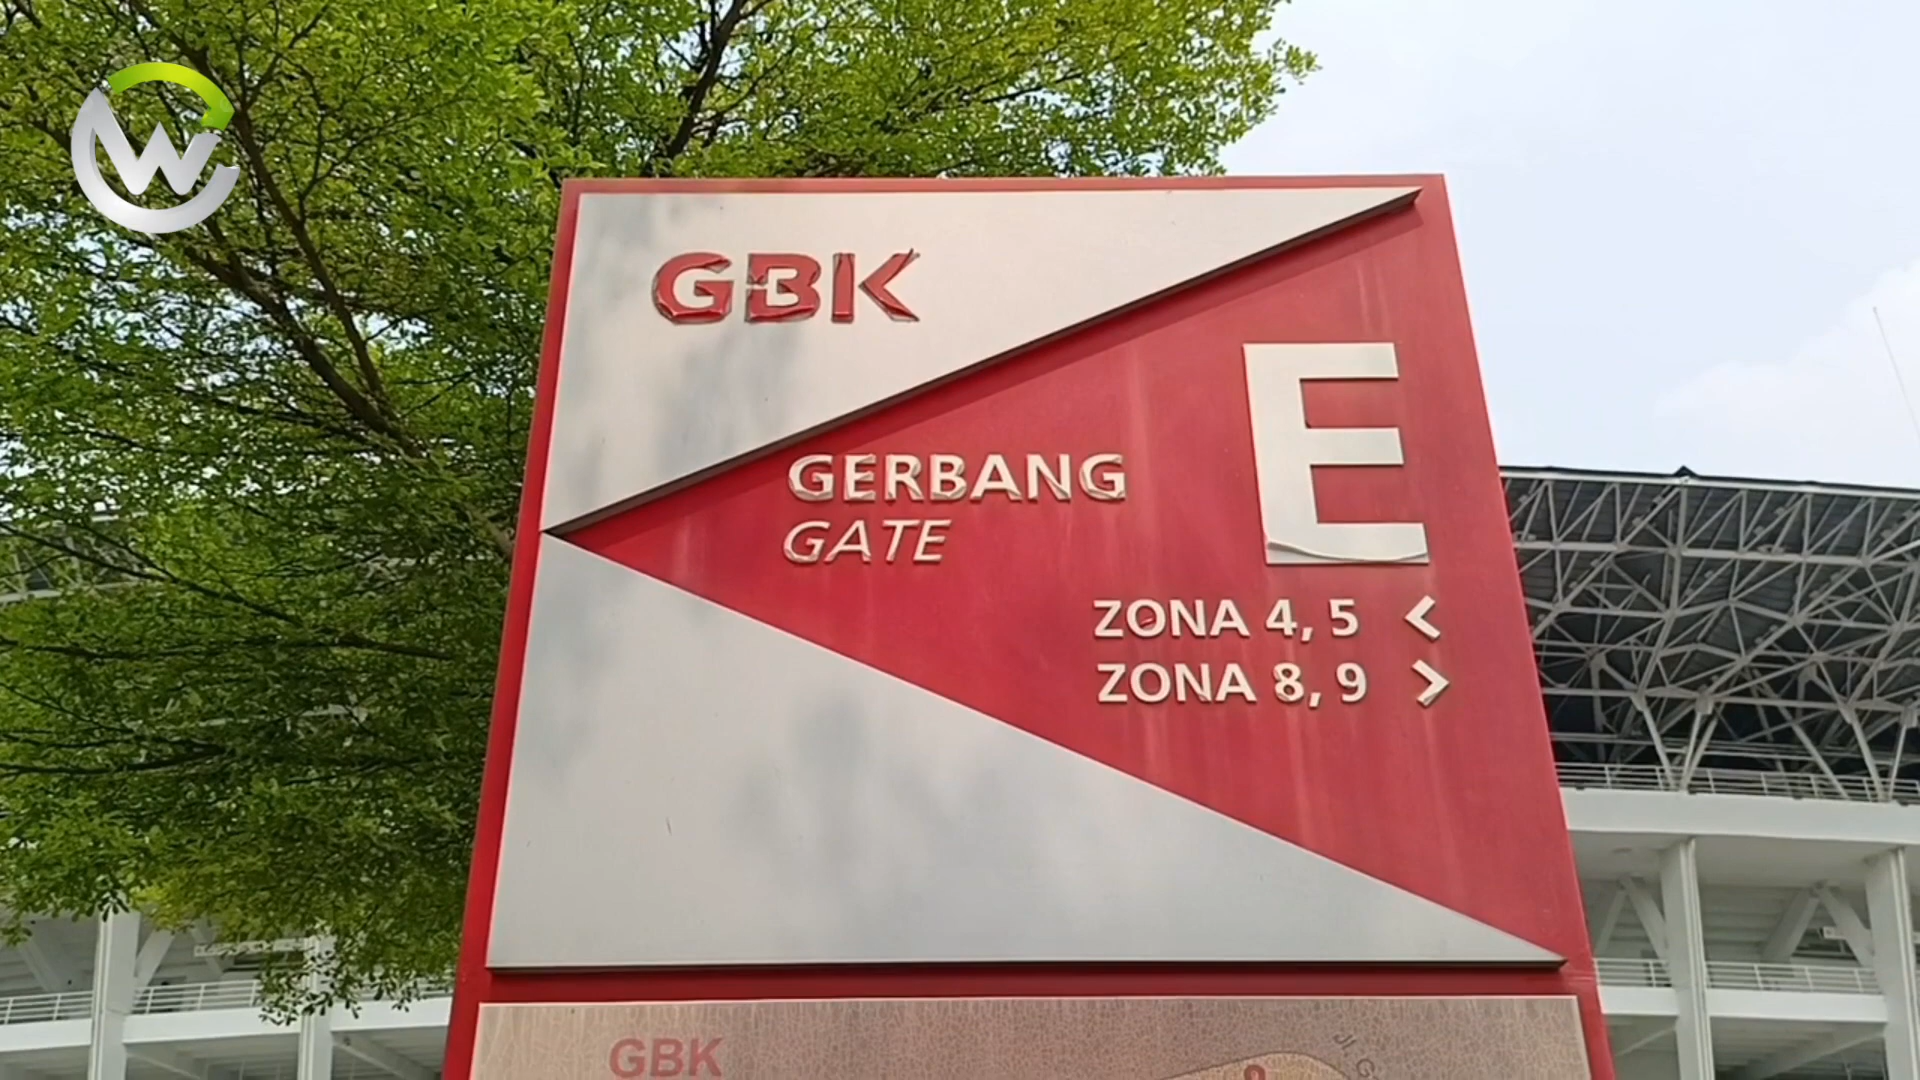 W
GBK
GERBANG
GATE
E
ZONA 4, 5 <
ZONA 8, 9 >
GBK